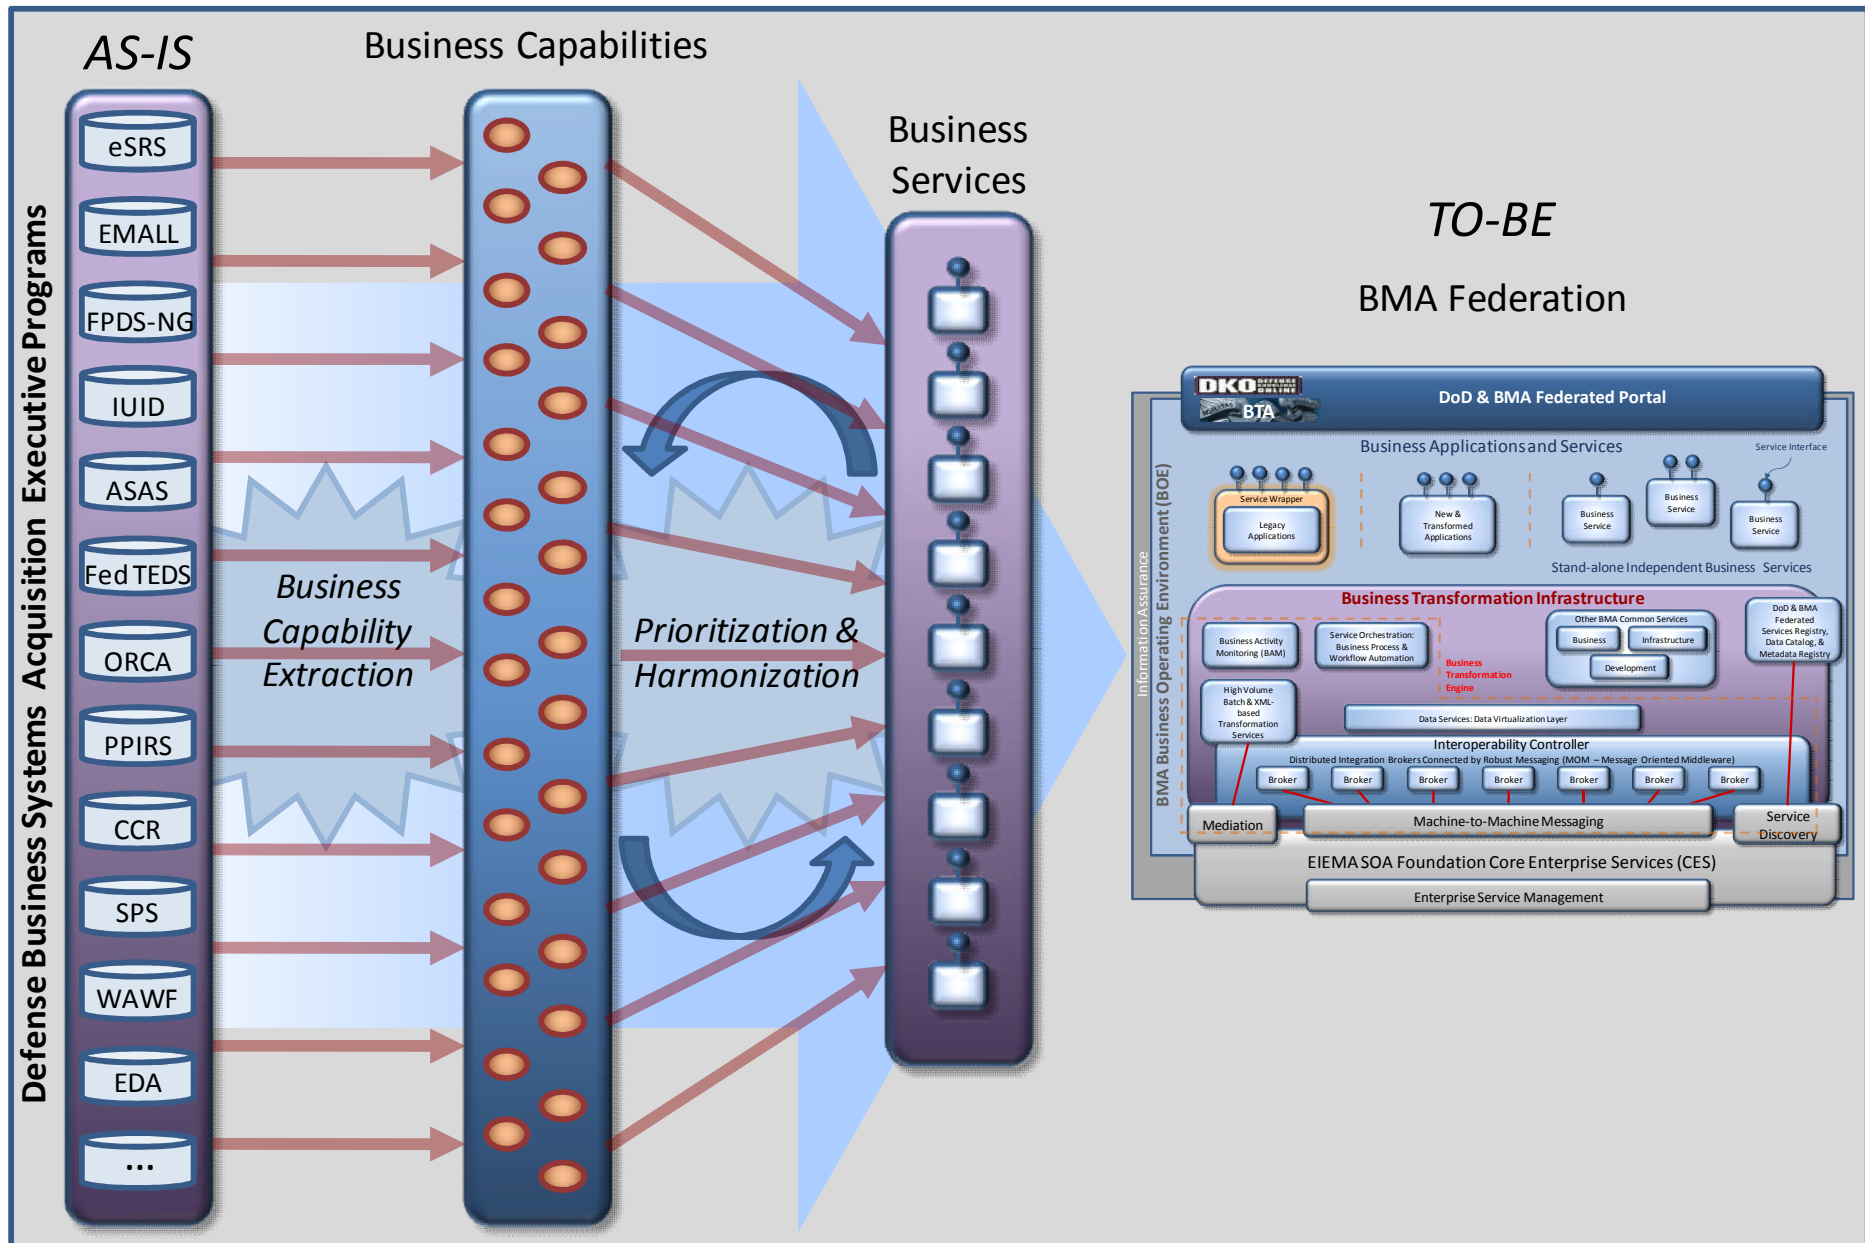 AS-IS
Business Capabilities
Defense Business Systems Acquisition Executive Programs
eSRS
EMALL
FPDS-NG
IUID
ASAS
Fed TEDS
ORCA
PPIRS
CCR
SPS
WAWF
EDA
...
Business
Capability
Extraction
Prioritization &
Harmonization
Business
Services
TO-BE
BMA Federation
DKO
DEFENSE
KNOWLEDGE
ONLINE
BTA
DoD & BMA Federated Portal
Information Assurance
BMA Business Operating Environment (BOE)
Business Applications and Services
Service Interface
Service Wrapper
Legacy
Applications
New &
Transformed
Applications
Business
Service
Business
Service
Business
Service
Stand-alone Independent Business Services
Business Transformation Infrastructure
Business Activity
Monitoring (BAM)
Service Orchestration:
Business Process &
Workflow Automation
Business
Transformation
Engine
Other BMA Common Services
Business
Infrastructure
Development
DoD & BMA
Federated
Services Registry,
Data Catalog, &
Metadata Registry
High Volume
Batch & XML-
based
Transformation
Services
Data Services: Data Virtualization Layer
Interoperability Controller
Distributed Integration Brokers Connected by Robust Messaging (MOM – Message Oriented Middleware)
Broker
Broker
Broker
Broker
Broker
Broker
Broker
Mediation
Machine-to-Machine Messaging
Service
Discovery
EIEMA SOA Foundation Core Enterprise Services (CES)
Enterprise Service Management